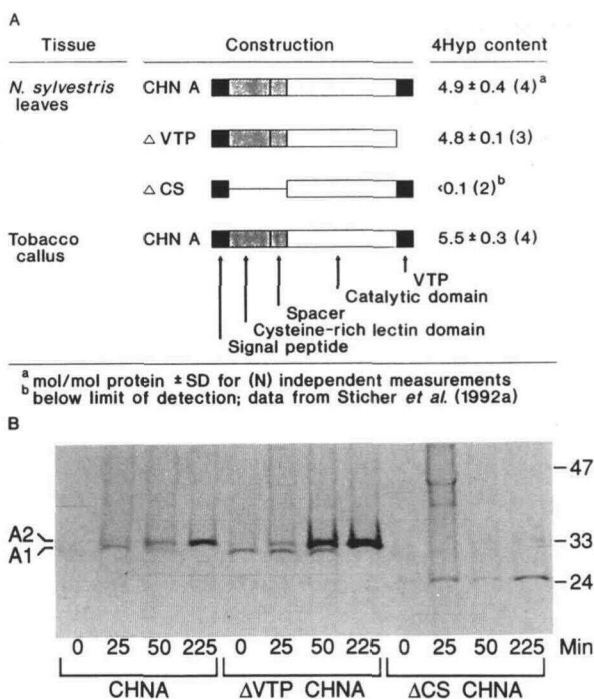 A
Tissue Construction 4Hyp content
N. sylvestris leaves CHN A 4.9 ± 0.4 (4)a
△ VTP 4.8 ± 0.1 (3)
△ CS <0.1 (2)b
Tobacco callus CHN A 5.5 ± 0.3 (4)
VTP
Catalytic domain
Spacer
Cysteine-rich lectin domain
Signal peptide
a mol/mol protein ± SD for (N) independent measurements
b below limit of detection; data from Sticher et al. (1992a)
B
47
A2 33
A1
24
0 25 50 225 0 25 50 225 0 25 50 225 Min
CHNA ΔVTP CHNA ΔCS CHNA